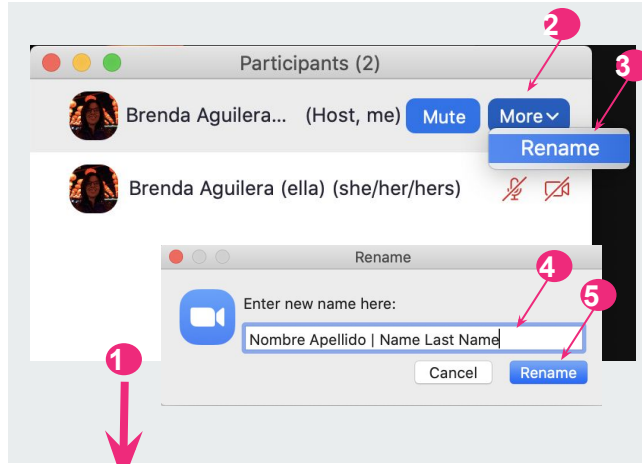 2
Participants (2)
3
Brenda Aguilera... (Host, me) Mute More
Rename
Brenda Aguilera (ella) (she/her/hers)
Rename
4
Enter new name here:
5
Nombre Apellido | Name Last Name
1
Cancel Rename